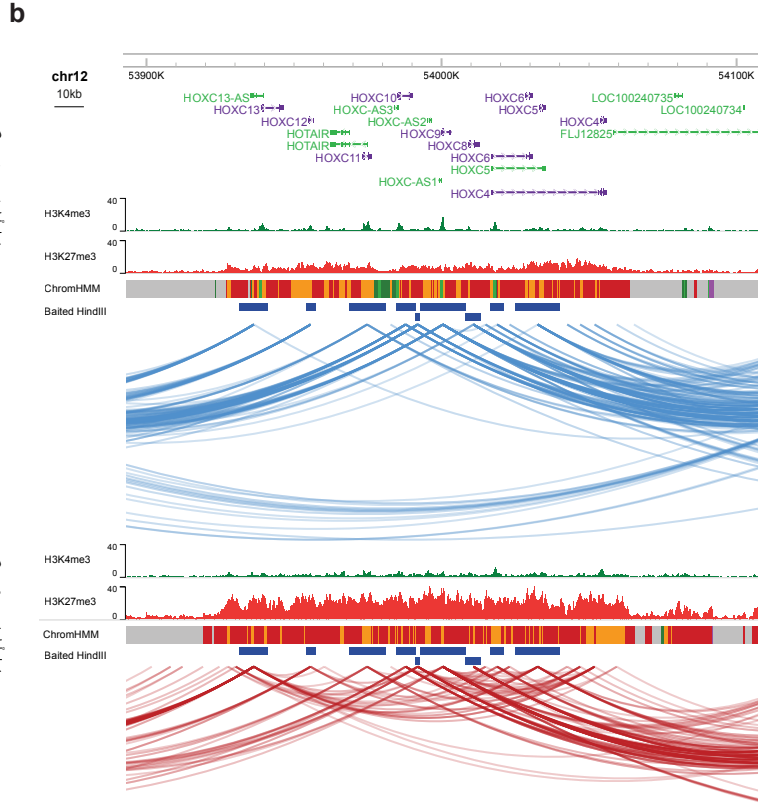 b
chr12
10kb
53900K 54000K 54100K
HOXC13-AS HOXC10 HOXC6 LOC100240735
HOXC13 HOXC-AS3 HOXC5 LOC100240734
HOXC12 HOXC-AS2 HOXC4
HOTAIR HOXC9 FLJ12825
HOTAIR HOXC8
HOXC11 HOXC6
HOXC5
HOXC-AS1
HOXC4
40
H3K4me3
0
40
H3K27me3
0
ChromHMM
Baited HindIII
40
H3K4me3
0
40
H3K27me3
0
ChromHMM
Baited HindIII